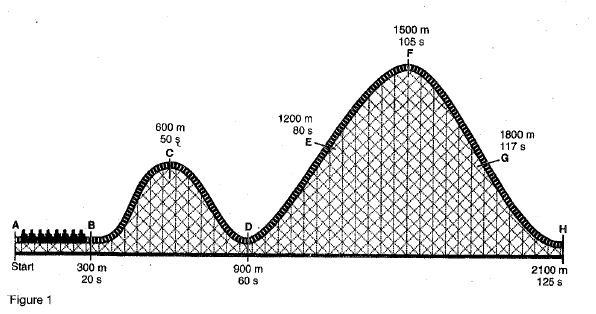 1500 m
105 s
F
1200 m
80 s
E
600 m
50 s
C
1800 m
117 s
G
A
B
D
H
Start
300 m
20 s
900 m
60 s
2100 m
125 s
Figure 1